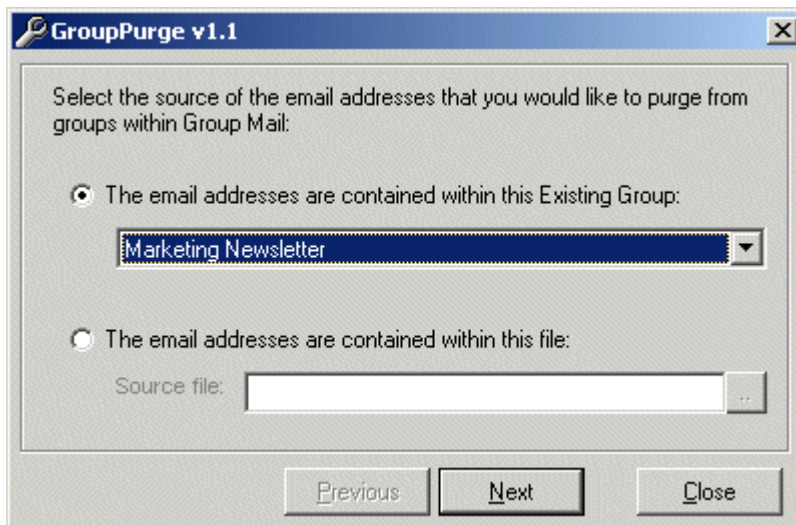 GroupPurge v1.1
Select the source of the email addresses that you would like to purge from
groups within Group Mail:
The email addresses are contained within this Existing Group:
Marketing Newsletter
The email addresses are contained within this file:
Source file:
..
Previous Next Close